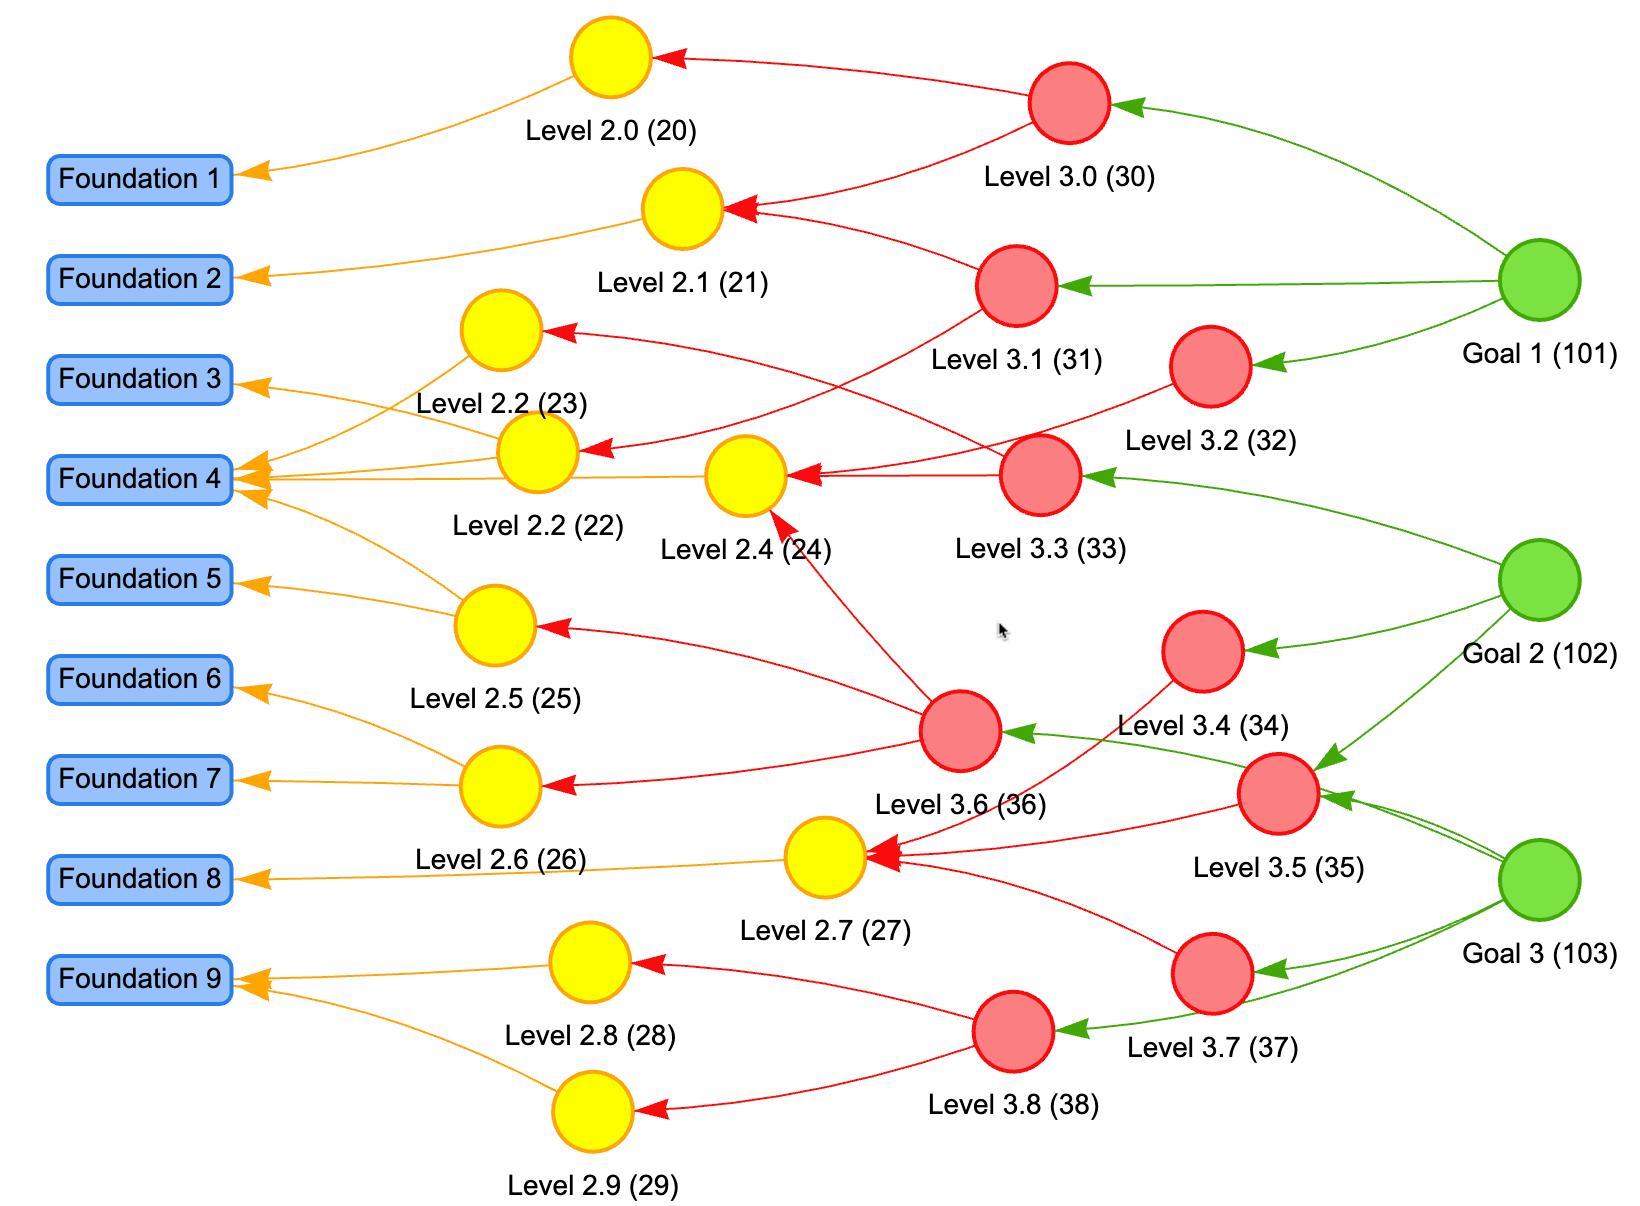 Foundation 1
Foundation 2
Foundation 3
Foundation 4
Foundation 5
Foundation 6
Foundation 7
Foundation 8
Foundation 9
Level 2.0 (20)
Level 2.1 (21)
Level 2.2 (23)
Level 2.2 (22)
Level 2.4 (24)
Level 2.5 (25)
Level 2.6 (26)
Level 2.7 (27)
Level 2.8 (28)
Level 2.9 (29)
Level 3.0 (30)
Level 3.1 (31)
Level 3.2 (32)
Level 3.3 (33)
Level 3.4 (34)
Level 3.6 (36)
Level 3.5 (35)
Level 3.7 (37)
Level 3.8 (38)
Goal 1 (101)
Goal 2 (102)
Goal 3 (103)